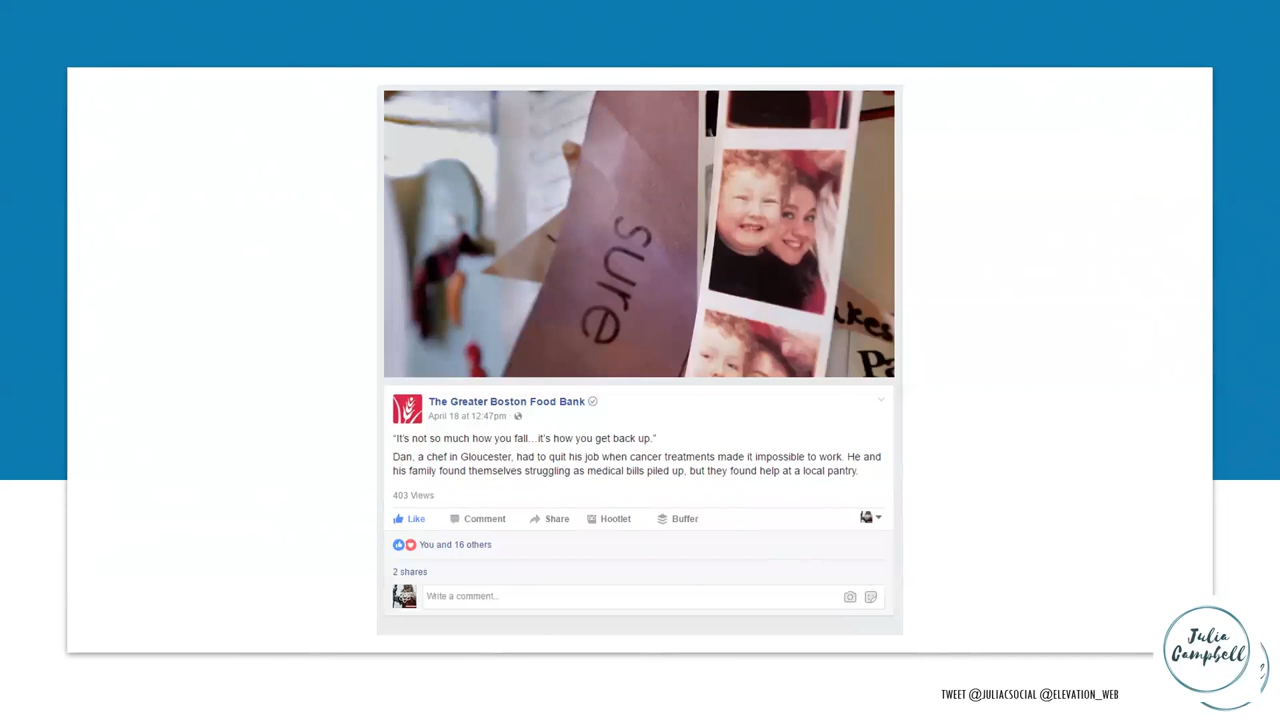 sure
akes
Pa
The Greater Boston Food Bank
April 18 at 12:47pm
“It's not so much how you fall...it's how you get back up.”
Dan, a chef in Gloucester, had to quit his job when cancer treatments made it impossible to work. He and
his family found themselves struggling as medical bills piled up, but they found help at a local pantry.
403 Views
Like Comment Share Hootlet Buffer
You and 16 others
2 shares
Write a comment...
Julia
Campbell
TWEET @JULIACSOCIAL @ELEVATION_WEB